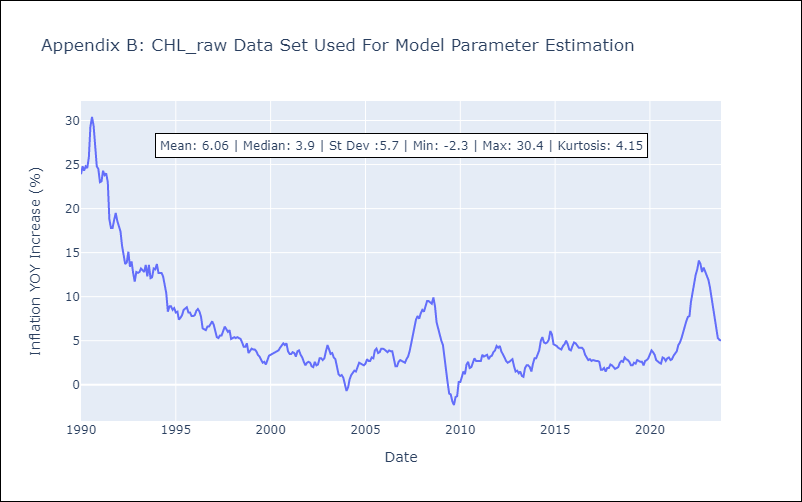 Appendix B: CHL_raw Data Set Used For Model Parameter Estimation
Mean: 6.06 | Median: 3.9 | St Dev :5.7 | Min: -2.3 | Max: 30.4 | Kurtosis: 4.15
Inflation YOY Increase (%)
30
25
20
15
10
5
0
1990 1995 2000 2005 2010 2015 2020
Date